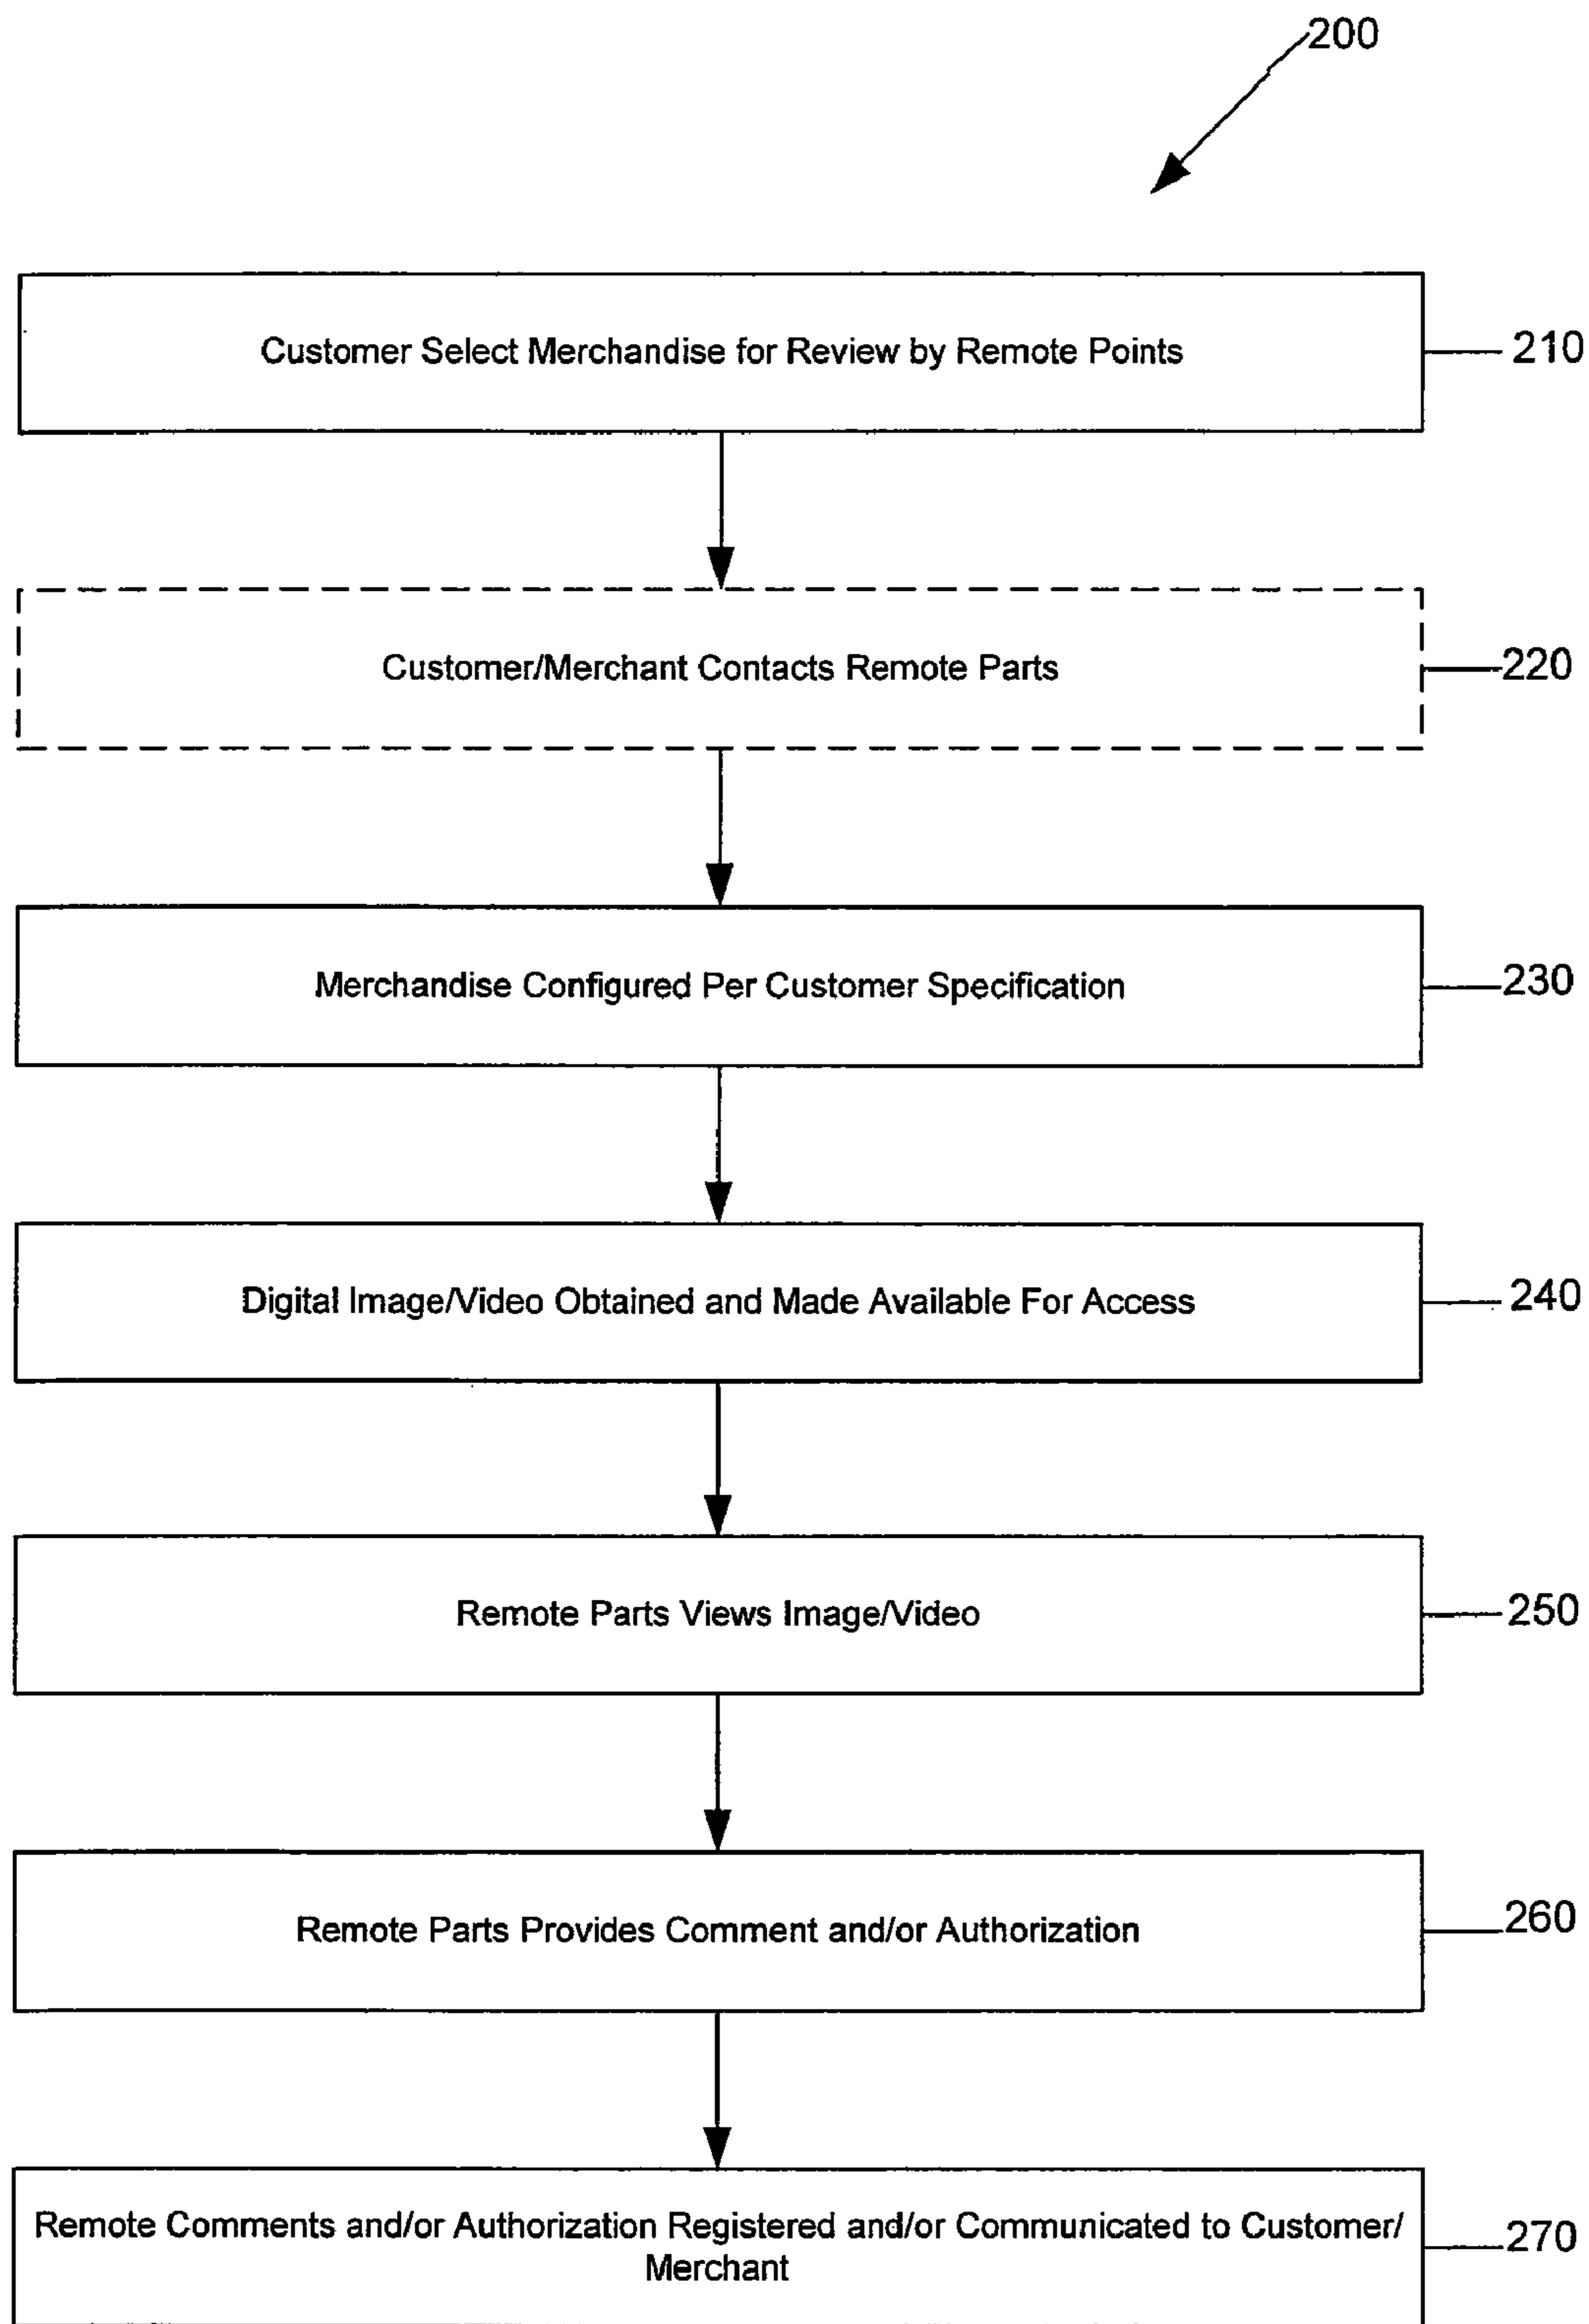 200
Customer Select Merchandise for Review by Remote Points
210
Customer/Merchant Contacts Remote Parts
220
Merchandise Configured Per Customer Specification
230
Digital Image/Video Obtained and Made Available For Access
240
Remote Parts Views Image/Video
250
Remote Parts Provides Comment and/or Authorization
260
Remote Comments and/or Authorization Registered and/or Communicated to Customer/
Merchant
270